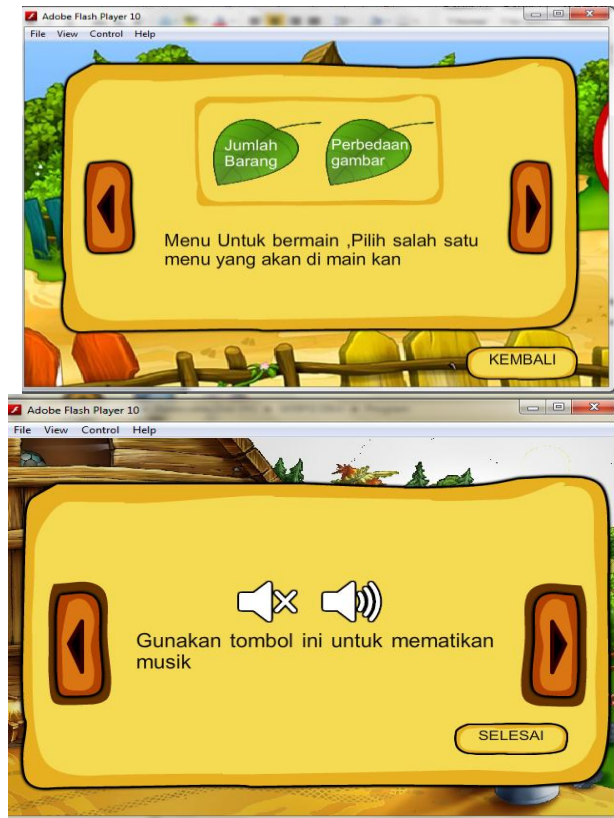 Adobe Flash Player 10
File View Control Help
Jumlah
Barang
Perbedaan
gambar
Menu Untuk bermain ,Pilih salah satu
menu yang akan di main kan
KEMBALI
Adobe Flash Player 10
File View Control Help
Gunakan tombol ini untuk mematikan
musik
SELESAI